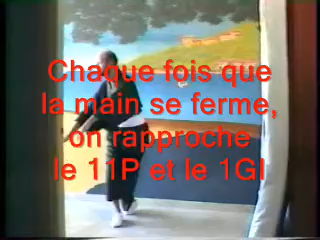 Chaque fois que
la main se ferme,
on rapproche
le 11P et le 1GI